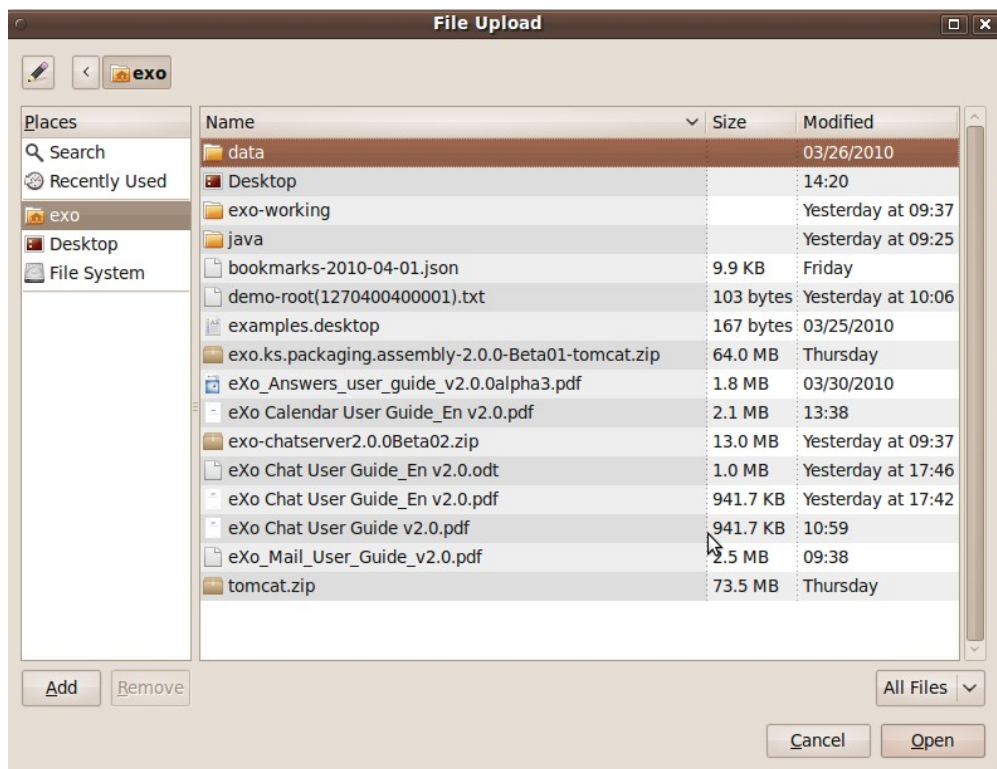 File Upload
exo
Places
Search
Recently Used
exo
Desktop
File System
Name Size Modified
data 03/26/2010
Desktop 14:20
exo-working Yesterday at 09:37
java Yesterday at 09:25
bookmarks-2010-04-01.json 9.9 KB Friday
demo-root(1270400400001).txt 103 bytes Yesterday at 10:06
examples.desktop 167 bytes 03/25/2010
exo.ks.packaging.assembly-2.0.0-Beta01-tomcat.zip 64.0 MB Thursday
eXo_Answers_user_guide_v2.0.0alpha3.pdf 1.8 MB 03/30/2010
eXo Calendar User Guide_En v2.0.pdf 2.1 MB 13:38
exo-chatserver2.0.0Beta02.zip 13.0 MB Yesterday at 09:37
eXo Chat User Guide_En v2.0.odt 1.0 MB Yesterday at 17:46
eXo Chat User Guide_En v2.0.pdf 941.7 KB Yesterday at 17:42
eXo Chat User Guide v2.0.pdf 941.7 KB 10:59
eXo_Mail_User_Guide_v2.0.pdf 2.5 MB 09:38
tomcat.zip 73.5 MB Thursday
Add Remove All Files
Cancel Open